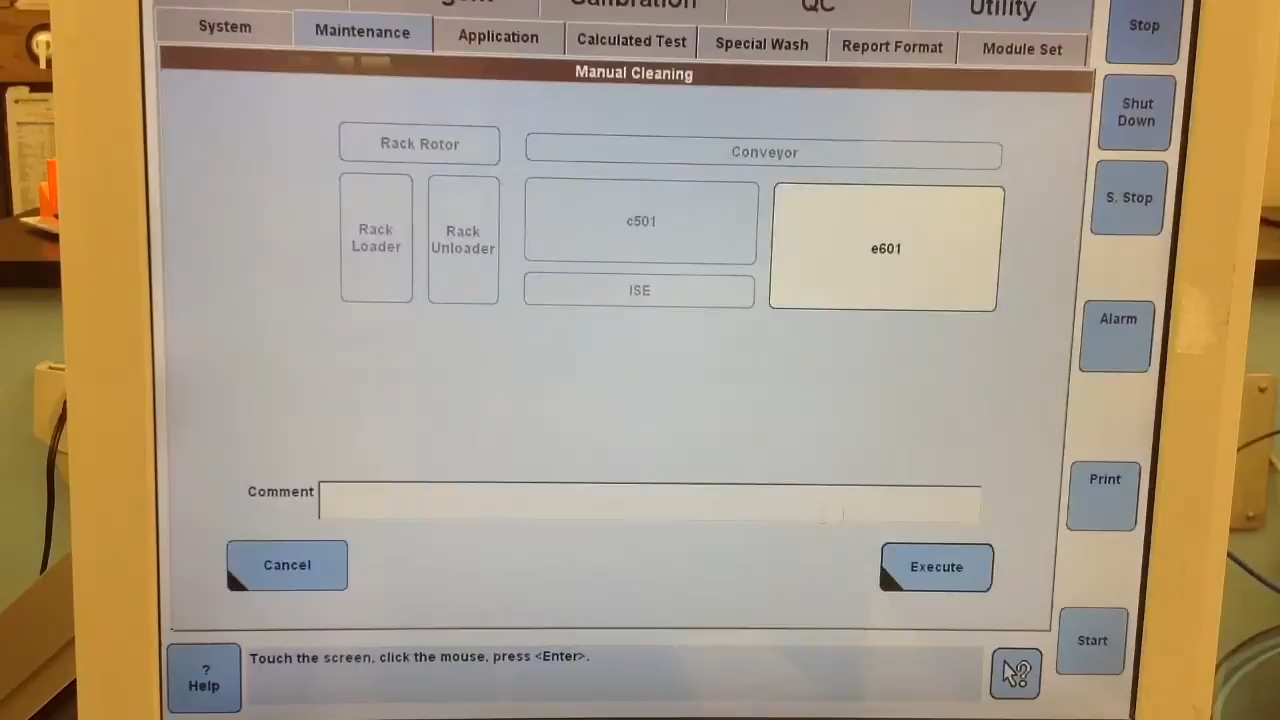 Calibration
QC
Utility
System
Maintenance
Application
Calculated Test
Special Wash
Report Format
Module Set
Manual Cleaning
Rack Rotor
Conveyor
Rack
Loader
Rack
Unloader
c501
ISE
e601
Comment
Cancel
Execute
?
Help
Touch the screen, click the mouse, press <Enter>.
Stop
Shut
Down
S. Stop
Alarm
Print
Start